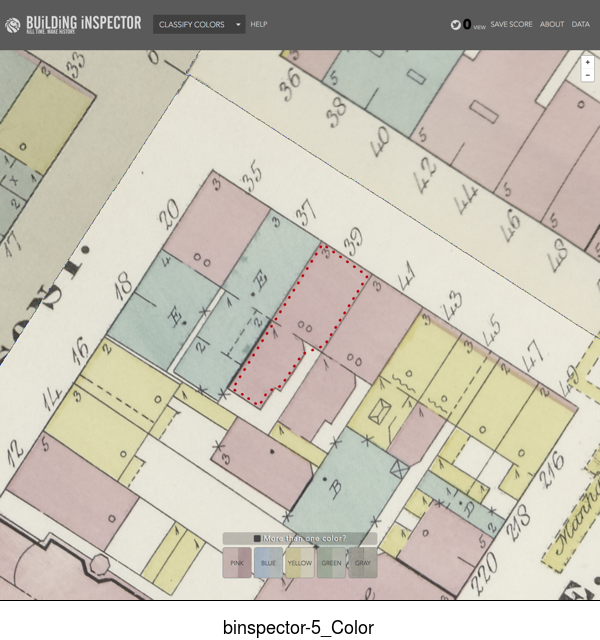 BUiLDiNG iNSPECTOR
KILL TIME. MAKE HISTORY.
CLASSIFY COLORS
HELP
0 VIEW
SAVE SCORE
ABOUT
DATA
+
−
33
36
38
40
42
44
46
48
17
ST.
20
35
37
39
41
43
45
47
49
18
16
14
12
E
E
B
D
216
218
220
More than one color?
PINK
BLUE
YELLOW
GREEN
GRAY
binspector-5_Color